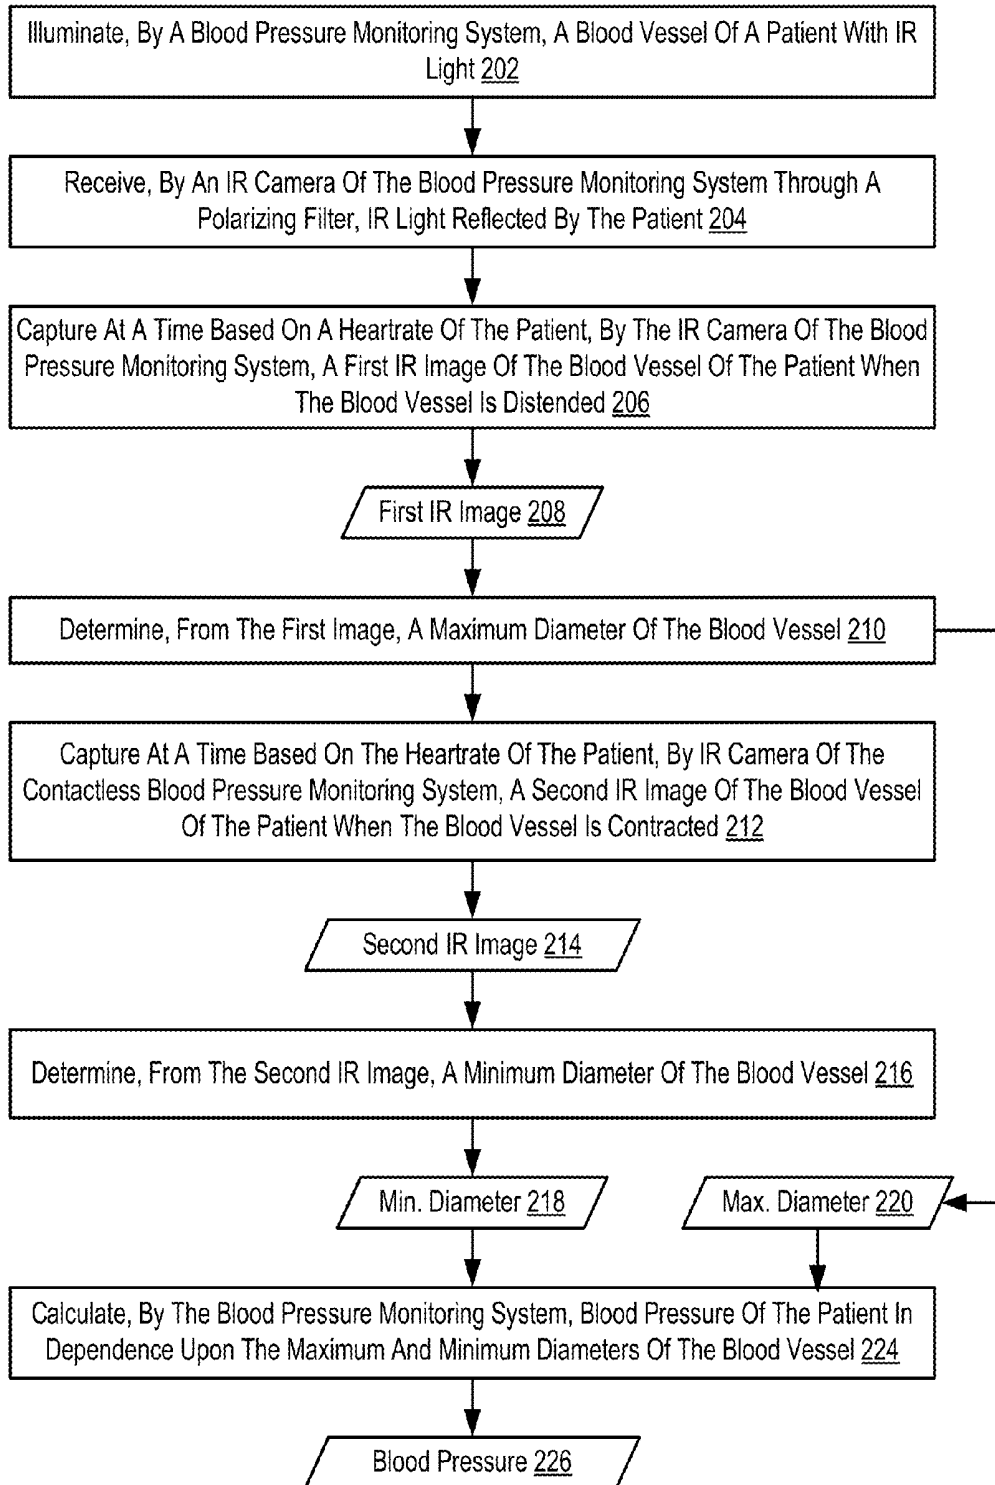 Illuminate, By A Blood Pressure Monitoring System, A Blood Vessel Of A Patient With IR
Light 202
Receive, By An IR Camera Of The Blood Pressure Monitoring System Through A
Polarizing Filter, IR Light Reflected By The Patient 204
Capture At A Time Based On A Heartrate Of The Patient, By The IR Camera Of The Blood
Pressure Monitoring System, A First IR Image Of The Blood Vessel Of The Patient When
The Blood Vessel Is Distended 206
First IR Image 208
Determine, From The First Image, A Maximum Diameter Of The Blood Vessel 210
Capture At A Time Based On The Heartrate Of The Patient, By IR Camera Of The
Contactless Blood Pressure Monitoring System, A Second IR Image Of The Blood Vessel
Of The Patient When The Blood Vessel Is Contracted 212
Second IR Image 214
Determine, From The Second IR Image, A Minimum Diameter Of The Blood Vessel 216
Min. Diameter 218
Max. Diameter 220
Calculate, By The Blood Pressure Monitoring System, Blood Pressure Of The Patient In
Dependence Upon The Maximum And Minimum Diameters Of The Blood Vessel 224
Blood Pressure 226